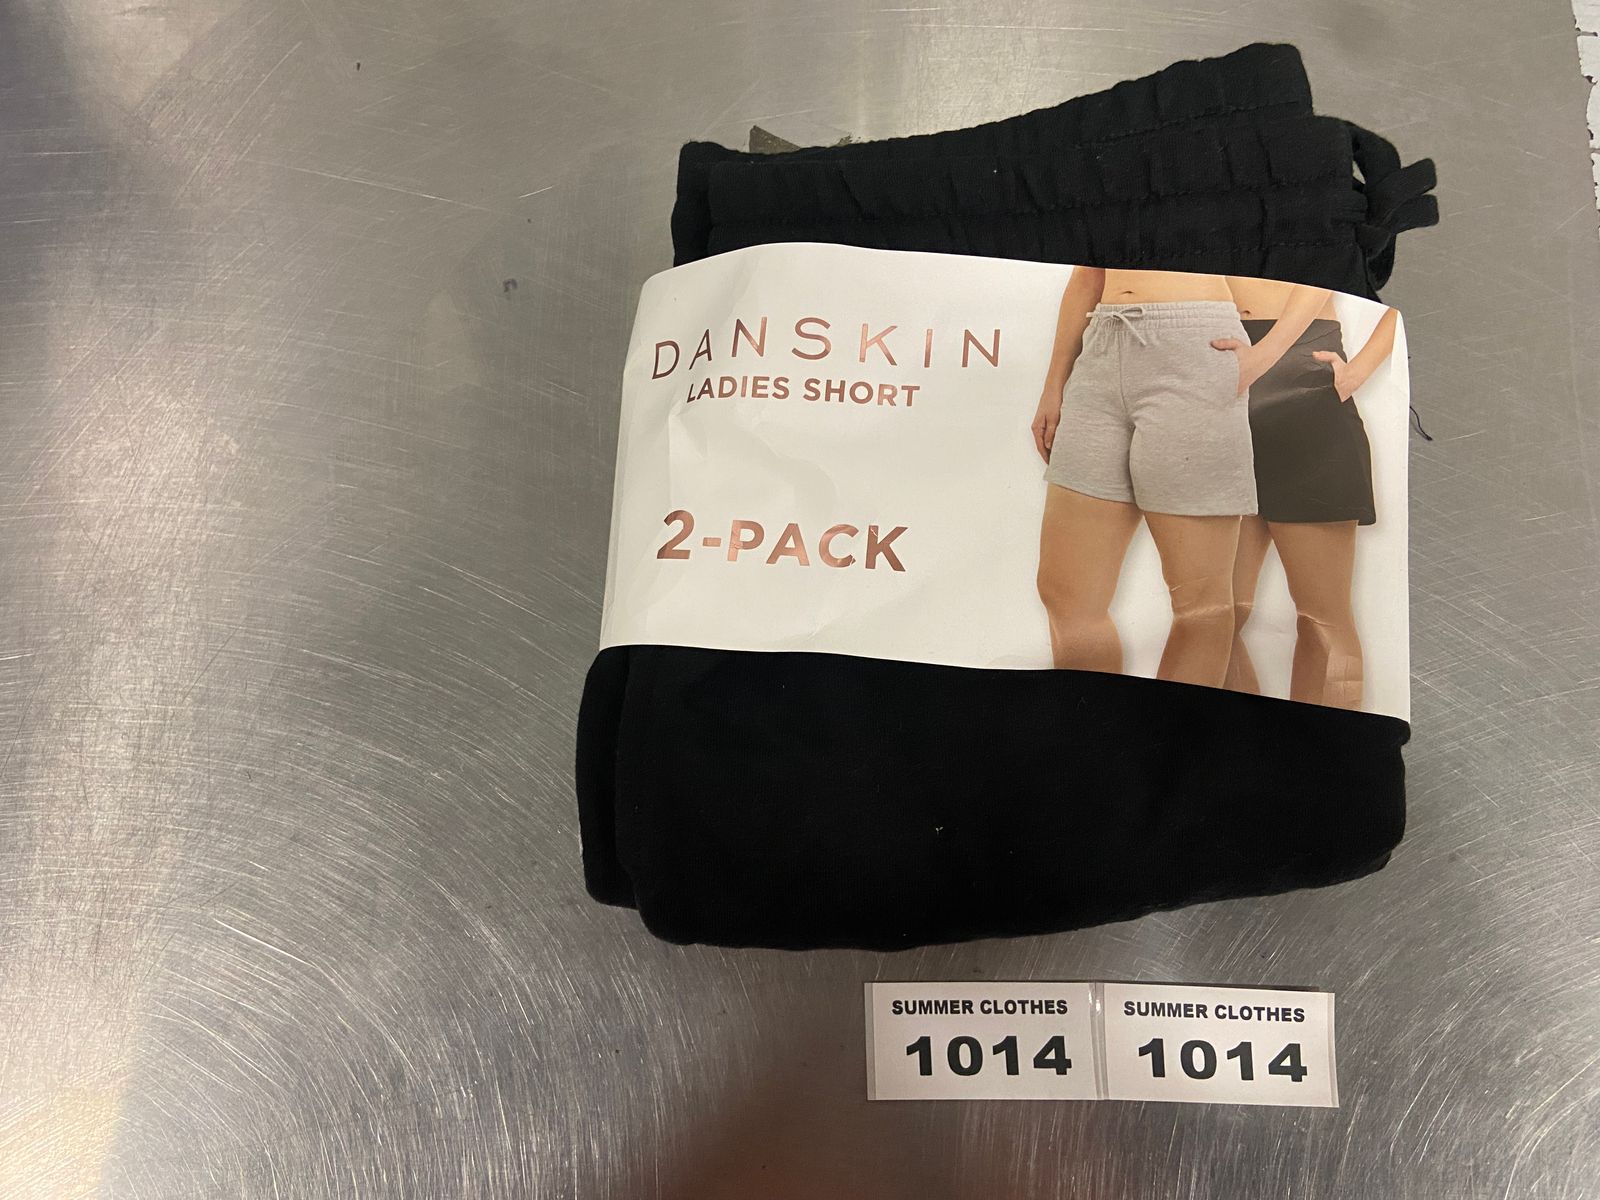 DANSKIN
LADIES SHORT
2-PACK
SUMMER CLOTHES
1014
SUMMER CLOTHES
1014